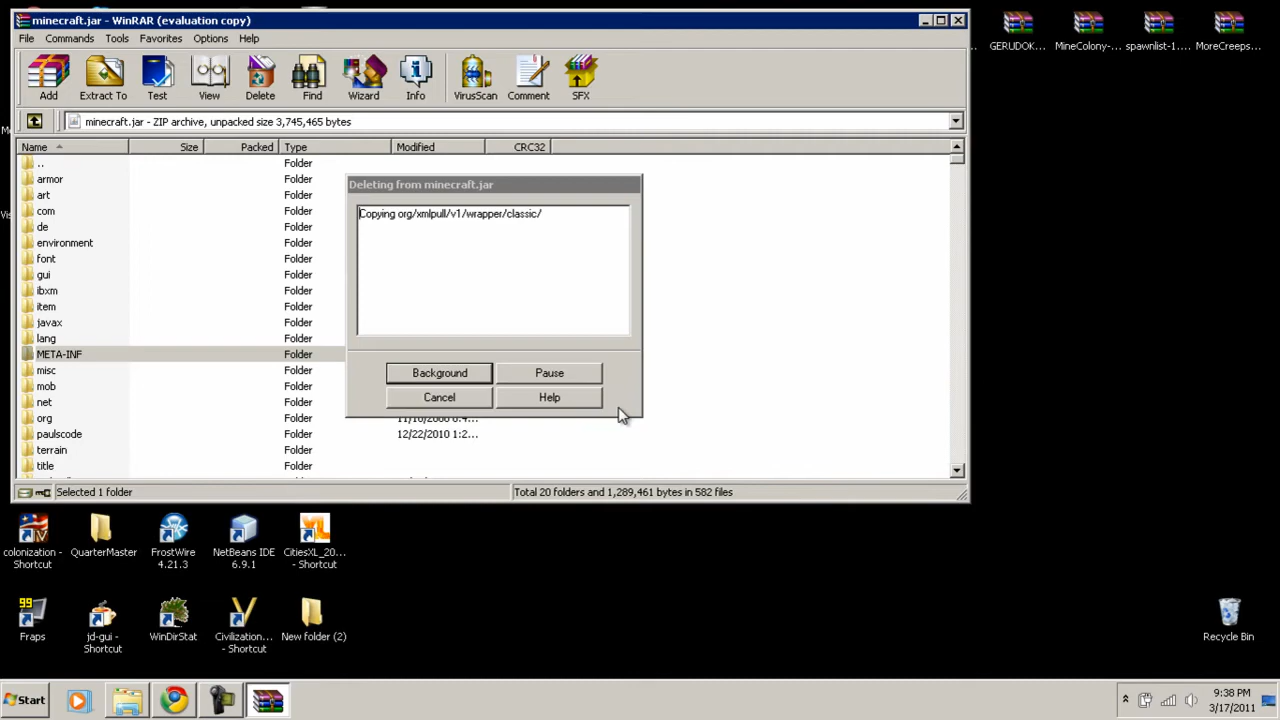 minecraft.jar - WinRAR (evaluation copy)
File Commands Tools Favorites Options Help
Add Extract To Test View Delete Find Wizard Info VirusScan Comment SFX
minecraft.jar - ZIP archive, unpacked size 3,745,465 bytes
Name Size Packed Type Modified CRC32
.. Folder
armor Folder
art Folder
com Folder
de Folder
environment Folder
font Folder
gui Folder
ibxm Folder
item Folder
javax Folder
lang Folder
META-INF Folder
misc Folder
mob Folder
net Folder
org Folder
paulscode Folder 12/22/2010 1:2...
terrain Folder
title Folder
Deleting from minecraft.jar
Copying org/xmlpull/v1/wrapper/classic/
Background Pause
Cancel Help
Selected 1 folder
Total 20 folders and 1,289,461 bytes in 582 files
GERUDOK... MineColony-... spawnlist-1.... MoreCreeps...
colonization - Shortcut
QuarterMaster
FrostWire 4.21.3
NetBeans IDE 6.9.1
CitiesXL_20... - Shortcut
99
Fraps
jd-gui - Shortcut
WinDirStat
Civilization... - Shortcut
New folder (2)
Recycle Bin
Start
9:38 PM
3/17/2011